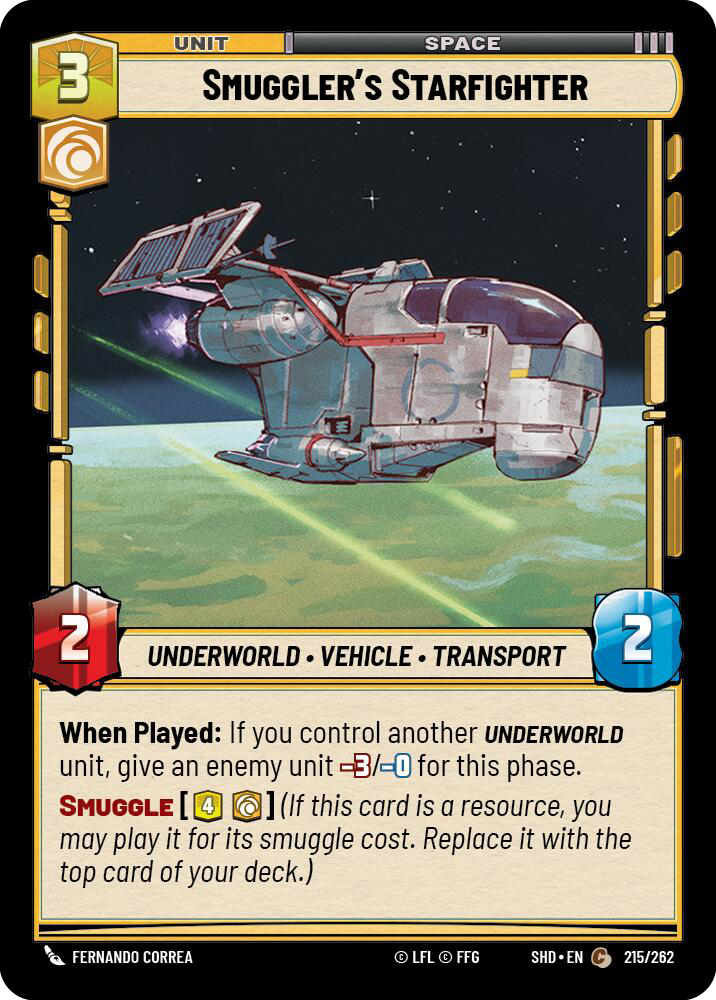 UNIT
SPACE
3
SMUGGLER'S STARFIGHTER
2
UNDERWORLD • VEHICLE • TRANSPORT
2
When Played: If you control another UNDERWORLD
unit, give an enemy unit -3/-0 for this phase.
SMUGGLE [4] (If this card is a resource, you
may play it for its smuggle cost. Replace it with the
top card of your deck.)
FERNANDO CORREA
© LFL © FFG
SHD • EN C 215/262